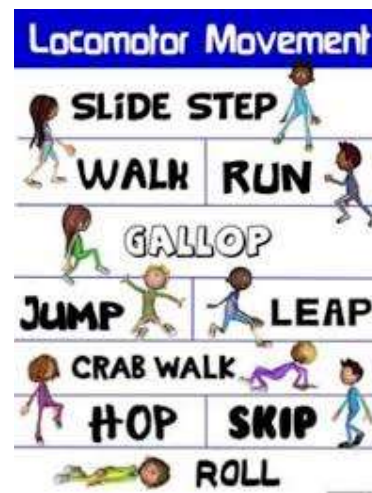 Locomotor Movement
SLiDE STEP
WALK RUN
GALLOP
JUMP LEAP
CRAB WALK
HOP SKIP
ROLL